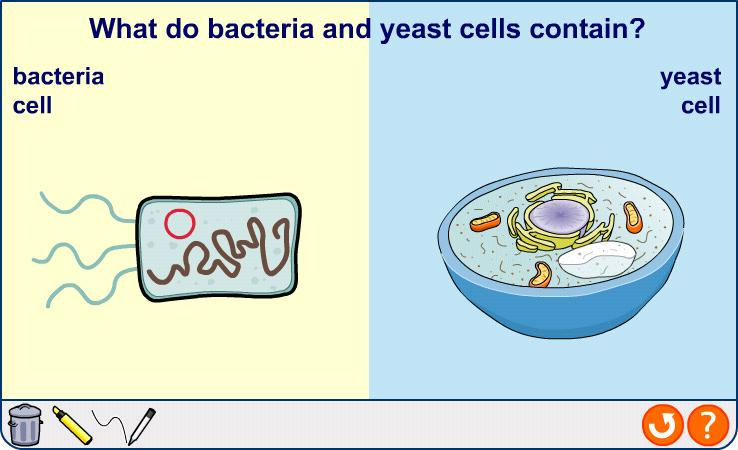 What do bacteria and yeast cells contain?
bacteria
cell
yeast
cell
?